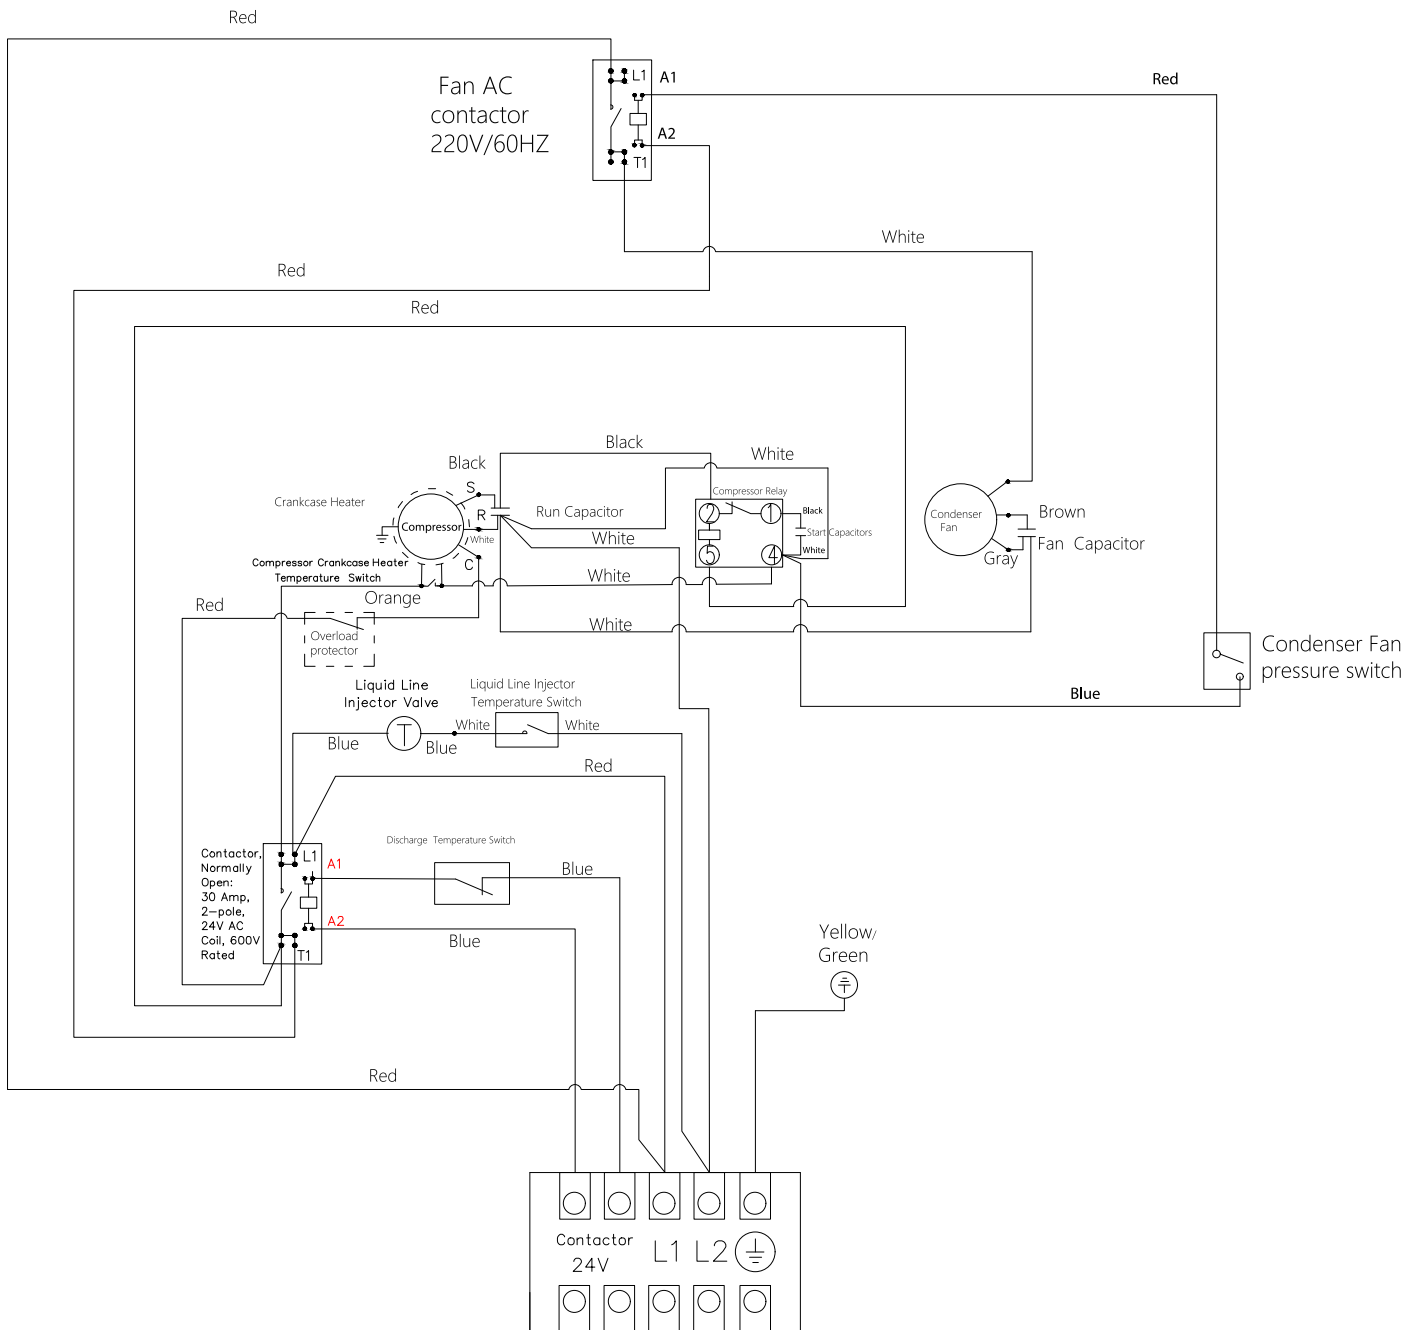 Red
Fan AC
contactor
220V/60HZ
L1
A1
A2
T1
Red
White
Red
Red
Black
White
Black
S
Crankcase Heater
Compressor
R
White
C
Run Capacitor
White
Compressor Relay
2
1
Black
Start Capacitors
White
5
4
Condenser
Fan
Brown
Fan Capacitor
Gray
Compressor Crankcase Heater
Temperature Switch
White
Orange
Red
Overload
protector
White
Condenser Fan
pressure switch
Blue
Liquid Line
Injector Valve
Liquid Line Injector
Temperature Switch
T
Blue
Blue
White
White
Red
Discharge Temperature Switch
Contactor,
Normally
Open:
30 Amp,
2-pole,
24V AC
Coil, 600V
Rated
L1
A1
A2
T1
Blue
Blue
Yellow/
Green
Red
Contactor
24V
L1
L2